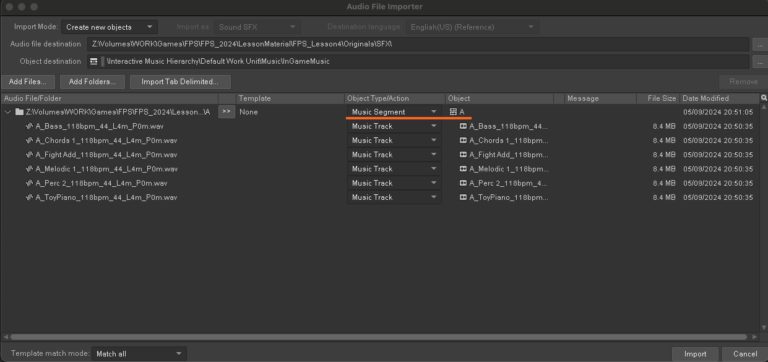 Audio File Importer
Import Mode: Create new objects Import as: Sound SFX Destination language: English(US) (Reference)
Audio file destination Z:\Volumes\WORK\Games\FPS\FPS_2024\LessonMaterial\FPS_Lesson4\Originals\SFX\ ...
Object destination \Interactive Music Hierarchy\Default Work Unit\Music\InGameMusic ...
Add Files... Add Folders... Import Tab Delimited... Remove
Audio File/Folder Template Object Type/Action Object Message File Size Date Modified
Z:\Volumes\WORK\Games\FPS\FPS_2024\Lesson...\A >> None Music Segment A 05/09/2024 20:51:05
A_Bass_118bpm_44_L4m_P0m.wav Music Track A_Bass_118bpm_44... 8.4 MB 05/09/2024 20:50:35
A_Chords 1_118bpm_44_L4m_P0m.wav Music Track A_Chords 1_118bpm... 8.4 MB 05/09/2024 20:50:35
A_Fight Add_118bpm_44_L4m_P0m.wav Music Track A_Fight Add_118bp... 8.4 MB 05/09/2024 20:50:35
A_Melodic 1_118bpm_44_L4m_P0m.wav Music Track A_Melodic 1_118bp... 8.4 MB 05/09/2024 20:50:35
A_Perc 2_118bpm_44_L4m_P0m.wav Music Track A_Perc 2_118bpm_4... 8.4 MB 05/09/2024 20:50:35
A_ToyPiano_118bpm_44_L4m_P0m.wav Music Track A_ToyPiano_118bpm... 8.4 MB 05/09/2024 20:50:35
Template match mode: Match all Import Cancel